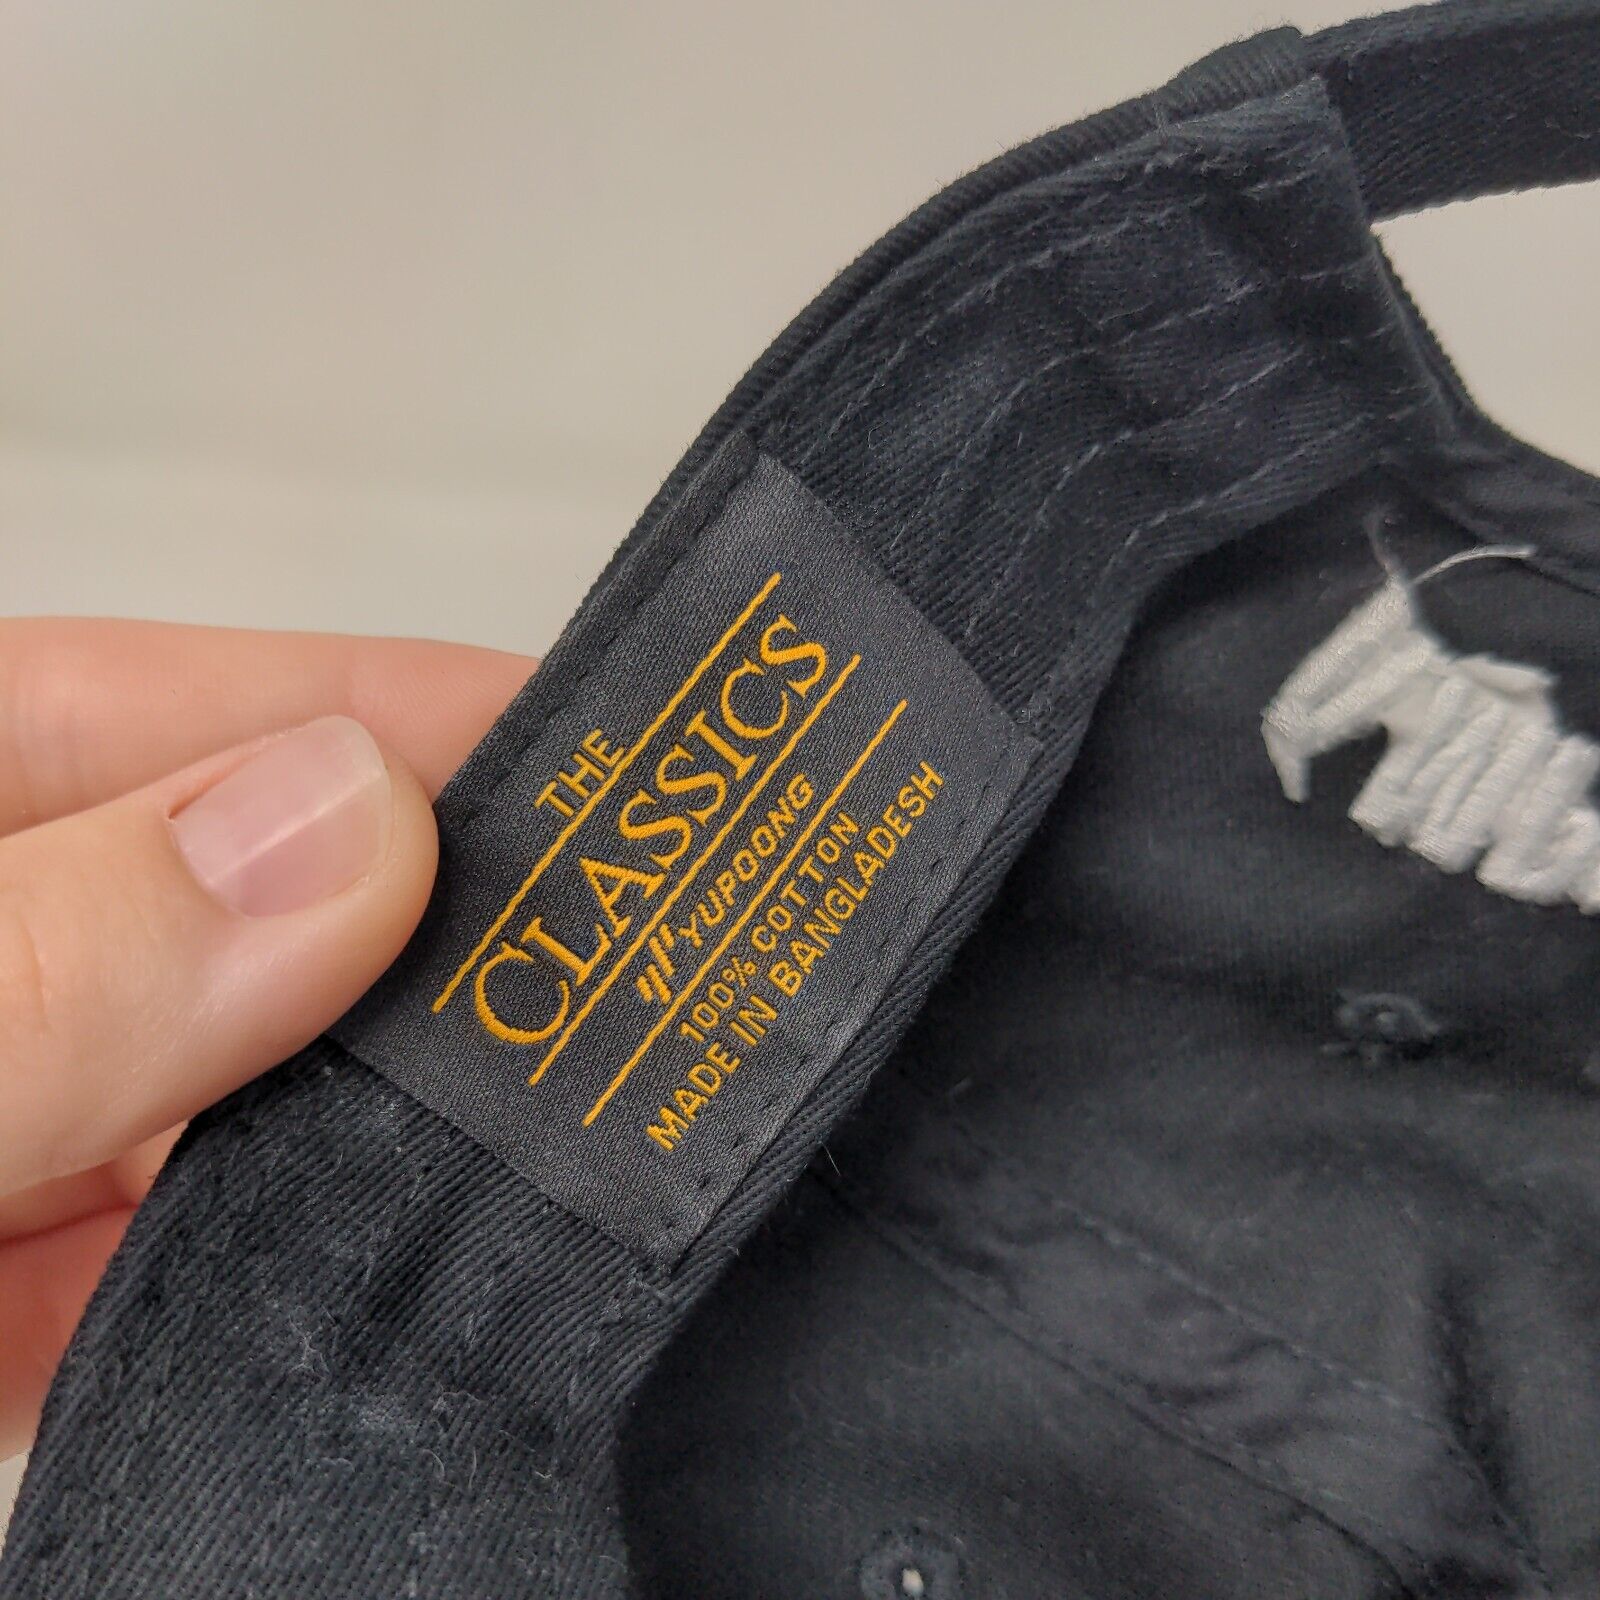 THE
CLASSICS
YUPOONG
100% COTTON
MADE IN BANGLADESH